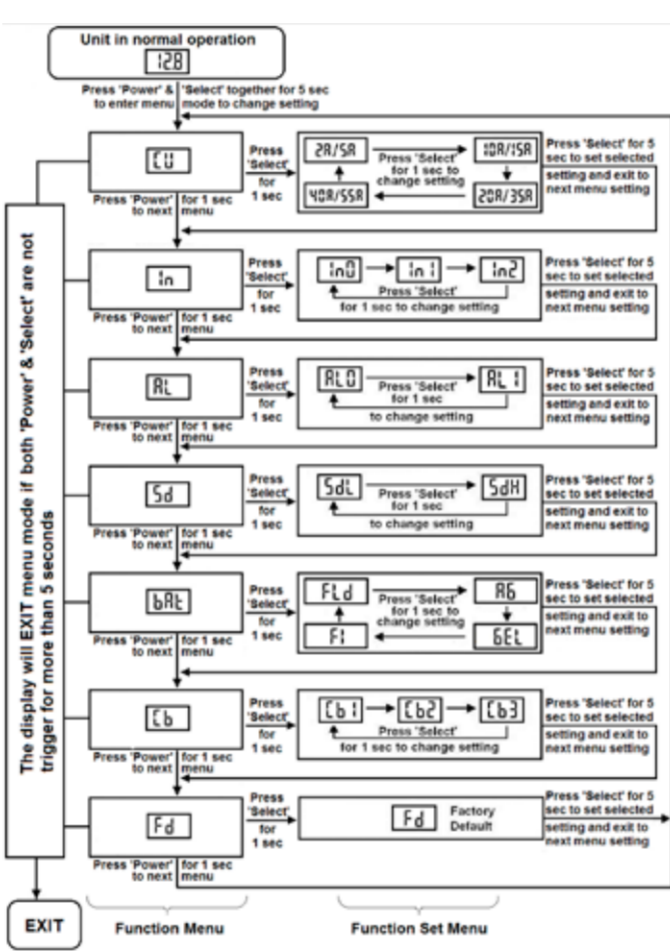 Unit in normal operation
12.8
Press 'Power' & 'Select' together for 5 sec
to enter menu mode to change setting
CU
Press
'Select'
for
1 sec
2A/5A
10A/15A
Press 'Select'
for 1 sec to
change setting
40A/55A
20A/35A
Press 'Select' for 5
sec to set selected
setting and exit to
next menu setting
Press 'Power' for 1 sec
to next menu
In
Press
'Select'
for
1 sec
In0
In1
In2
Press 'Select'
for 1 sec to change setting
Press 'Select' for 5
sec to set selected
setting and exit to
next menu setting
Press 'Power' for 1 sec
to next menu
AL
Press
'Select'
for
1 sec
AL0
AL1
Press 'Select'
for 1 sec
to change setting
Press 'Select' for 5
sec to set selected
setting and exit to
next menu setting
Press 'Power' for 1 sec
to next menu
Sd
Press
'Select'
for
1 sec
SdL
SdH
Press 'Select'
for 1 sec
to change setting
Press 'Select' for 5
sec to set selected
setting and exit to
next menu setting
Press 'Power' for 1 sec
to next menu
bAt
Press
'Select'
for
1 sec
FLd
AG
Press 'Select'
for 1 sec to
change setting
F1
GEL
Press 'Select' for 5
sec to set selected
setting and exit to
next menu setting
Press 'Power' for 1 sec
to next menu
Cb
Press
'Select'
for
1 sec
Cb1
Cb2
Cb3
Press 'Select'
for 1 sec to change setting
Press 'Select' for 5
sec to set selected
setting and exit to
next menu setting
Press 'Power' for 1 sec
to next menu
Fd
Press
'Select'
for
1 sec
Fd
Factory
Default
Press 'Select' for 5
sec to set selected
setting and exit to
next menu setting
Press 'Power' for 1 sec
to next menu
The display will EXIT menu mode if both 'Power' & 'Select' are not
trigger for more than 5 seconds
EXIT
Function Menu
Function Set Menu